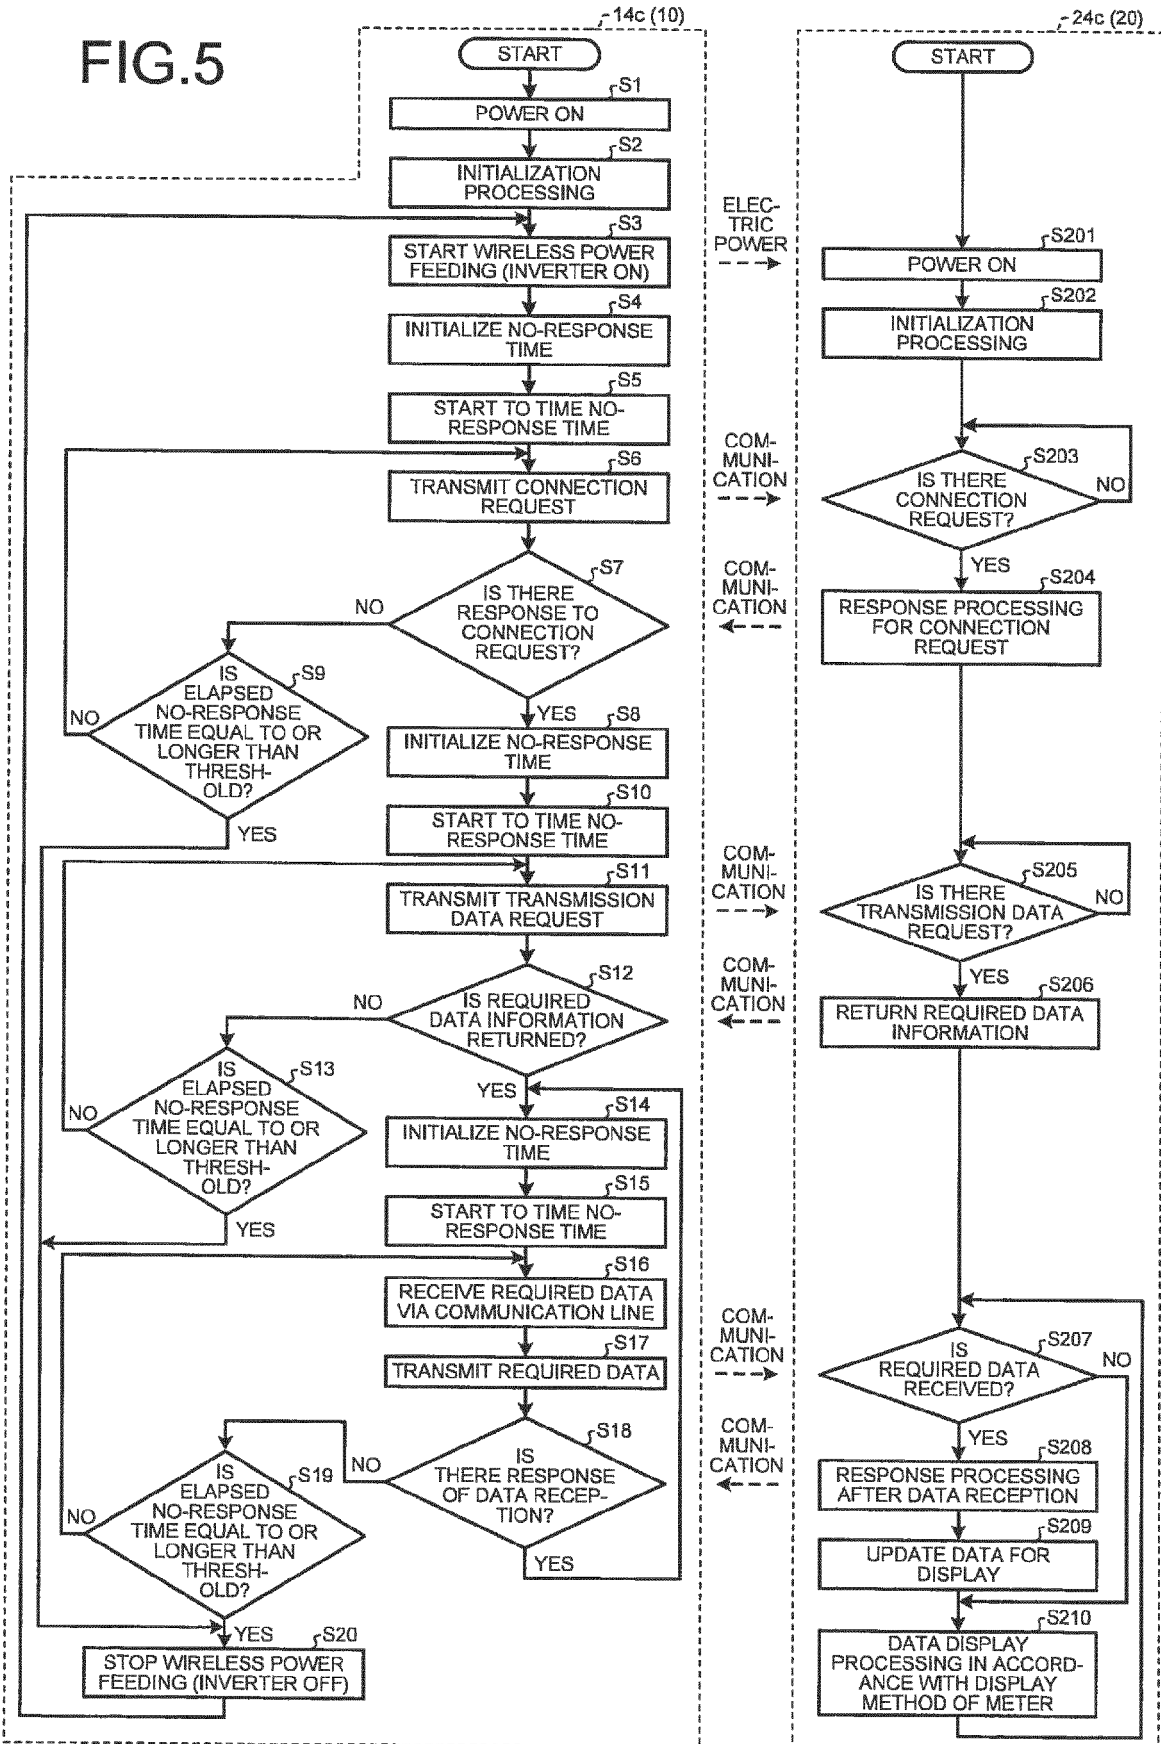 FIG.5
14c (10)
START
S1
POWER ON
S2
INITIALIZATION
PROCESSING
S3
START WIRELESS POWER
FEEDING (INVERTER ON)
S4
INITIALIZE NO-RESPONSE
TIME
S5
START TO TIME NO-
RESPONSE TIME
S6
TRANSMIT CONNECTION
REQUEST
S7
IS THERE
RESPONSE TO
CONNECTION
REQUEST?
NO
YES
S9
IS
ELAPSED
NO-RESPONSE
TIME EQUAL TO OR
LONGER THAN
THRESH-
OLD?
NO
YES
S8
INITIALIZE NO-RESPONSE
TIME
S10
START TO TIME NO-
RESPONSE TIME
S11
TRANSMIT TRANSMISSION
DATA REQUEST
S12
IS REQUIRED
DATA INFORMATION
RETURNED?
NO
YES
S13
IS
ELAPSED
NO-RESPONSE
TIME EQUAL TO OR
LONGER THAN
THRESH-
OLD?
NO
YES
S14
INITIALIZE NO-RESPONSE
TIME
S15
START TO TIME NO-
RESPONSE TIME
S16
RECEIVE REQUIRED DATA
VIA COMMUNICATION LINE
S17
TRANSMIT REQUIRED DATA
S18
IS
THERE RESPONSE
OF DATA RECEP-
TION?
NO
YES
S19
IS
ELAPSED
NO-RESPONSE
TIME EQUAL TO OR
LONGER THAN
THRESH-
OLD?
NO
YES
S20
STOP WIRELESS POWER
FEEDING (INVERTER OFF)
ELEC-
TRIC
POWER
COM-
MUNI-
CATION
COM-
MUNI-
CATION
COM-
MUNI-
CATION
COM-
MUNI-
CATION
COM-
MUNI-
CATION
COM-
MUNI-
CATION
24c (20)
START
S201
POWER ON
S202
INITIALIZATION
PROCESSING
S203
IS THERE
CONNECTION
REQUEST?
NO
YES
S204
RESPONSE PROCESSING
FOR CONNECTION
REQUEST
S205
IS THERE
TRANSMISSION DATA
REQUEST?
NO
YES
S206
RETURN REQUIRED DATA
INFORMATION
S207
IS
REQUIRED DATA
RECEIVED?
NO
YES
S208
RESPONSE PROCESSING
AFTER DATA RECEPTION
S209
UPDATE DATA FOR
DISPLAY
S210
DATA DISPLAY
PROCESSING IN ACCORD-
ANCE WITH DISPLAY
METHOD OF METER